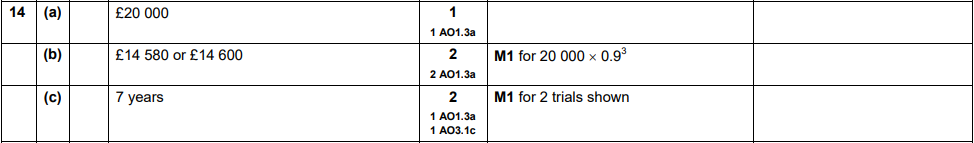 14 (a) £20 000 1
1 AO1.3a
(b) £14 580 or £14 600 2 M1 for 20 000 × 0.9³
2 AO1.3a
(c) 7 years 2 M1 for 2 trials shown
1 AO1.3a
1 AO3.1c